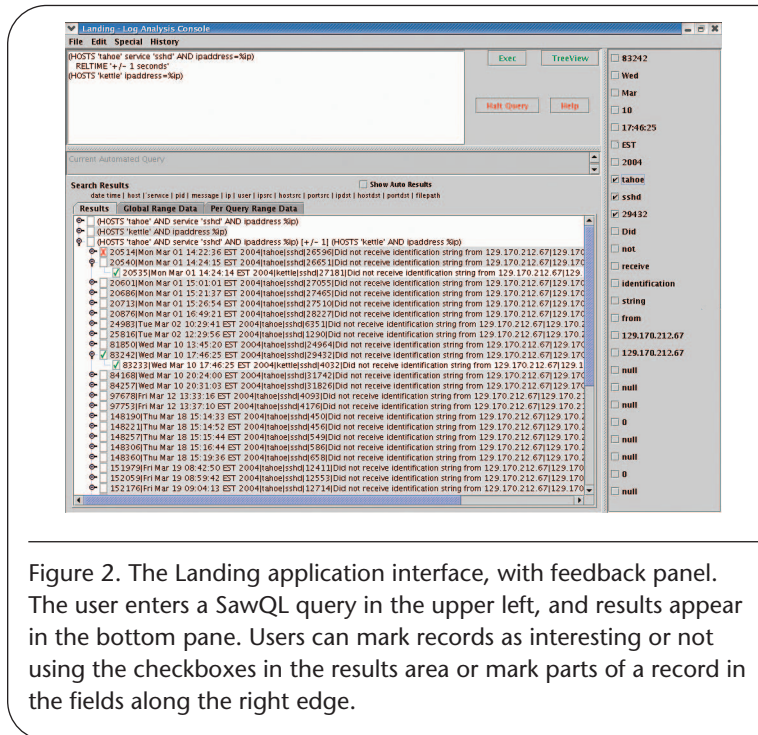 Landing - Log Analysis Console
File Edit Special History
(HOSTS 'tahoe' service 'sshd' AND ipaddress=%ip)
RELTIME '+/- 1 seconds'
(HOSTS 'kettle' ipaddress=%ip)
Exec TreeView
Halt Query Help
Current Automated Query
Search Results
Show Auto Results
date time | host | service | pid | message | ip | user | ipsrc | hostsrc | portsrc | ipdst | hostdst | portdst | filepath
Results Global Range Data Per Query Range Data
(HOSTS 'tahoe' AND service 'sshd' AND ipaddress %ip)
(HOSTS 'kettle' AND ipaddress %ip)
(HOSTS 'tahoe' AND service 'sshd' AND ipaddress %ip) [+/- 1] (HOSTS 'kettle' AND ipaddress %ip)
20514|Mon Mar 01 14:22:36 EST 2004|tahoe|sshd|26596|Did not receive identification string from 129.170.212.67|129.170
20540|Mon Mar 01 14:24:15 EST 2004|tahoe|sshd|26651|Did not receive identification string from 129.170.212.67|129.170
20535|Mon Mar 01 14:24:14 EST 2004|kettle|sshd|27181|Did not receive identification string from 129.170.212.67|129.
20601|Mon Mar 01 15:01:01 EST 2004|tahoe|sshd|27055|Did not receive identification string from 129.170.212.67|129.170
20686|Mon Mar 01 15:21:37 EST 2004|tahoe|sshd|27465|Did not receive identification string from 129.170.212.67|129.170
20713|Mon Mar 01 15:26:54 EST 2004|tahoe|sshd|27510|Did not receive identification string from 129.170.212.67|129.170
20876|Mon Mar 01 16:49:21 EST 2004|tahoe|sshd|28227|Did not receive identification string from 129.170.212.67|129.170
24983|Tue Mar 02 10:29:41 EST 2004|tahoe|sshd|6351|Did not receive identification string from 129.170.212.67|129.170.
25816|Tue Mar 02 12:29:56 EST 2004|tahoe|sshd|1290|Did not receive identification string from 129.170.212.67|129.170.
81850|Wed Mar 10 13:45:20 EST 2004|tahoe|sshd|24964|Did not receive identification string from 129.170.212.67|129.17
83242|Wed Mar 10 17:46:25 EST 2004|tahoe|sshd|29432|Did not receive identification string from 129.170.212.67|129.17
83233|Wed Mar 10 17:46:25 EST 2004|kettle|sshd|4032|Did not receive identification string from 129.170.212.67|129.1
84168|Wed Mar 10 20:24:00 EST 2004|tahoe|sshd|31742|Did not receive identification string from 129.170.212.67|129.17
84257|Wed Mar 10 20:31:03 EST 2004|tahoe|sshd|31826|Did not receive identification string from 129.170.212.67|129.17
97678|Fri Mar 12 13:33:16 EST 2004|tahoe|sshd|4093|Did not receive identification string from 129.170.212.67|129.170.2
97753|Fri Mar 12 13:37:10 EST 2004|tahoe|sshd|4176|Did not receive identification string from 129.170.212.67|129.170.2
148190|Thu Mar 18 15:14:33 EST 2004|tahoe|sshd|450|Did not receive identification string from 129.170.212.67|129.170.2
148221|Thu Mar 18 15:14:52 EST 2004|tahoe|sshd|456|Did not receive identification string from 129.170.212.67|129.170.2
148257|Thu Mar 18 15:15:44 EST 2004|tahoe|sshd|549|Did not receive identification string from 129.170.212.67|129.170.2
148306|Thu Mar 18 15:16:44 EST 2004|tahoe|sshd|586|Did not receive identification string from 129.170.212.67|129.170.2
148360|Thu Mar 18 15:19:36 EST 2004|tahoe|sshd|658|Did not receive identification string from 129.170.212.67|129.170.2
151979|Fri Mar 19 08:42:50 EST 2004|tahoe|sshd|12411|Did not receive identification string from 129.170.212.67|129.170
152059|Fri Mar 19 08:59:42 EST 2004|tahoe|sshd|12553|Did not receive identification string from 129.170.212.67|129.170
152176|Fri Mar 19 09:04:13 EST 2004|tahoe|sshd|12714|Did not receive identification string from 129.170.212.67|129.170
83242
Wed
Mar
10
17:46:25
EST
2004
tahoe
sshd
29432
Did
not
receive
identification
string
from
129.170.212.67
129.170.212.67
null
null
null
0
null
null
0
null
Figure 2. The Landing application interface, with feedback panel.
The user enters a SawQL query in the upper left, and results appear
in the bottom pane. Users can mark records as interesting or not
using the checkboxes in the results area or mark parts of a record in
the fields along the right edge.